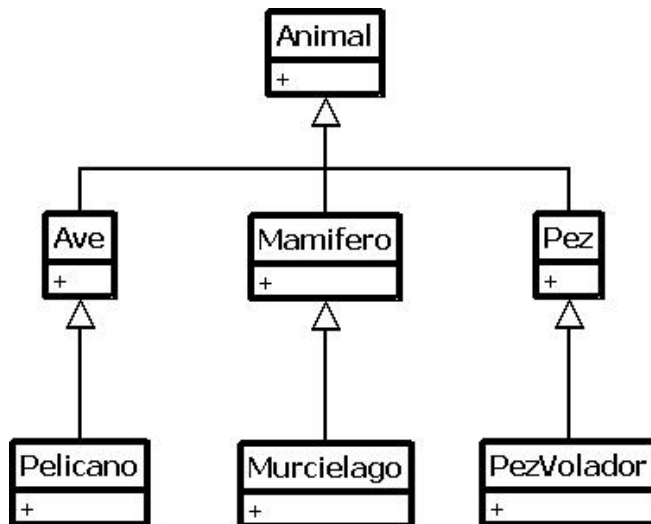 Animal
+
Ave
+
Mamifero
+
Pez
+
Pelicano
+
Murcielago
+
PezVolador
+